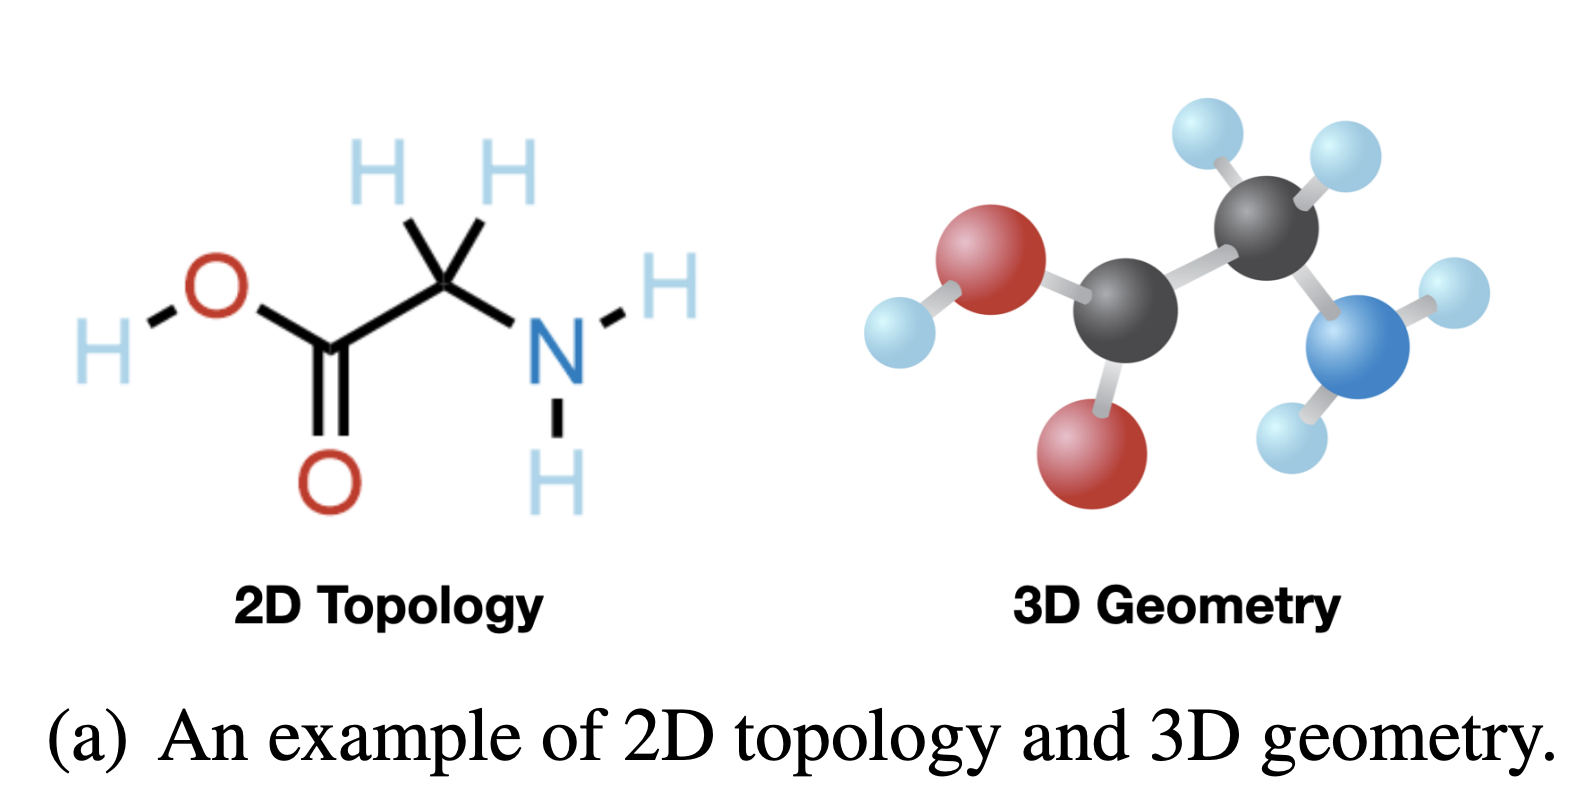 H H
H O H
N
O H
2D Topology 3D Geometry
(a) An example of 2D topology and 3D geometry.